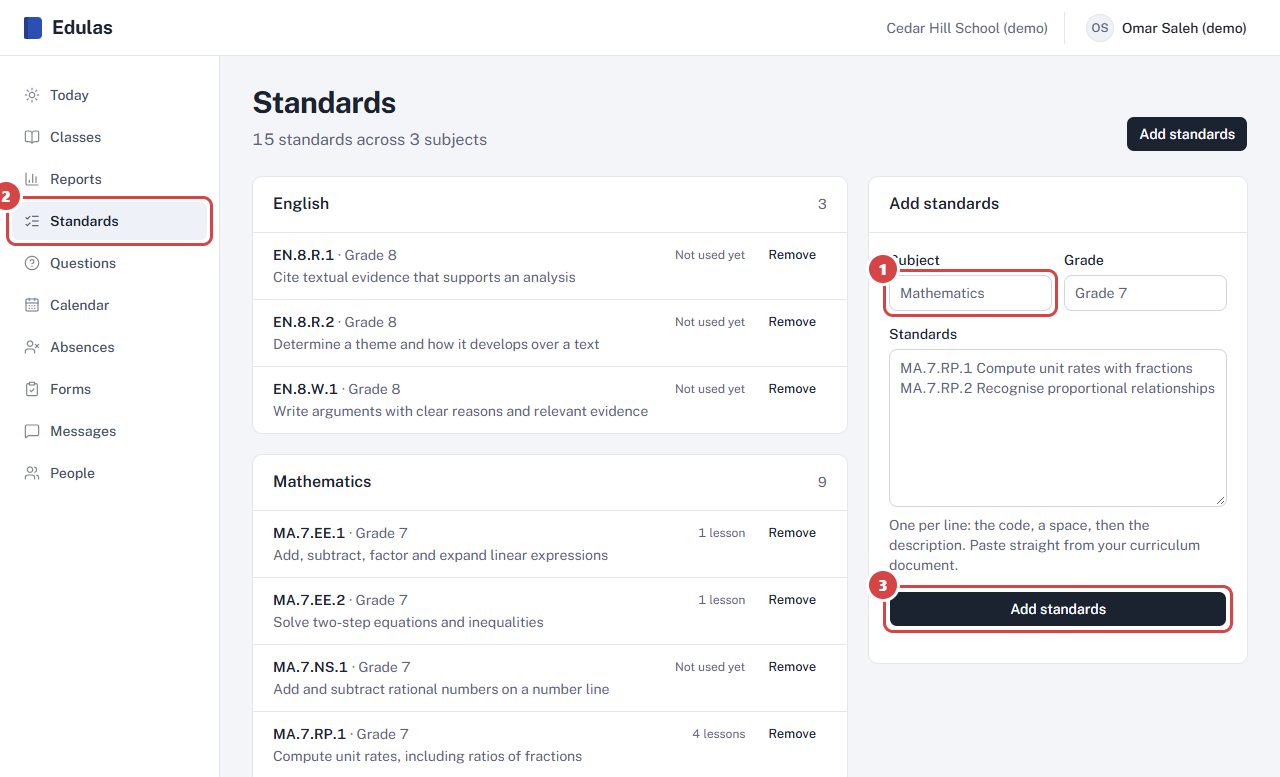 Edulas
Cedar Hill School (demo)
OS
Omar Saleh (demo)
Today
Classes
Reports
2
Standards
Questions
Calendar
Absences
Forms
Messages
People
Standards
15 standards across 3 subjects
Add standards
English
3
EN.8.R.1 · Grade 8
Not used yet
Remove
Cite textual evidence that supports an analysis
EN.8.R.2 · Grade 8
Not used yet
Remove
Determine a theme and how it develops over a text
EN.8.W.1 · Grade 8
Not used yet
Remove
Write arguments with clear reasons and relevant evidence
Mathematics
9
MA.7.EE.1 · Grade 7
1 lesson
Remove
Add, subtract, factor and expand linear expressions
MA.7.EE.2 · Grade 7
1 lesson
Remove
Solve two-step equations and inequalities
MA.7.NS.1 · Grade 7
Not used yet
Remove
Add and subtract rational numbers on a number line
MA.7.RP.1 · Grade 7
4 lessons
Remove
Compute unit rates, including ratios of fractions
Add standards
Subject
1
Mathematics
Grade
Grade 7
Standards
MA.7.RP.1 Compute unit rates with fractions
MA.7.RP.2 Recognise proportional relationships
One per line: the code, a space, then the
description. Paste straight from your curriculum
document.
3
Add standards